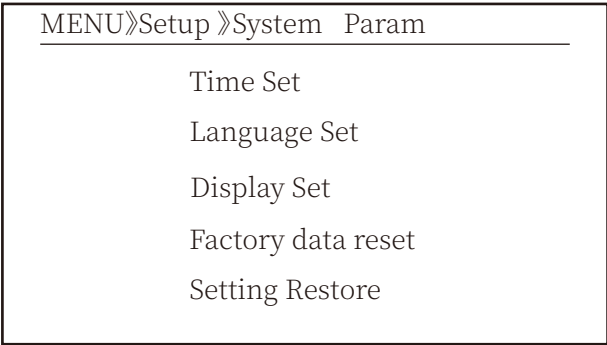 MENU》Setup 》System Param
Time Set
Language Set
Display Set
Factory data reset
Setting Restore